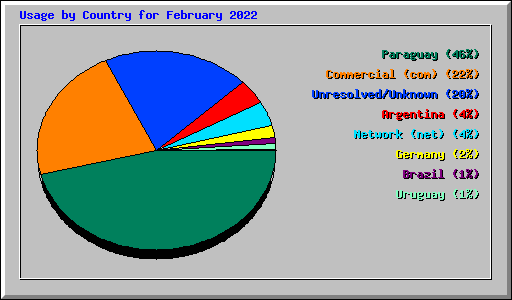 Usage by Country for February 2022
Paraguay (46%)
Commercial (com) (22%)
Unresolved/Unknown (20%)
Argentina (4%)
Network (net) (4%)
Germany (2%)
Brazil (1%)
Uruguay (1%)